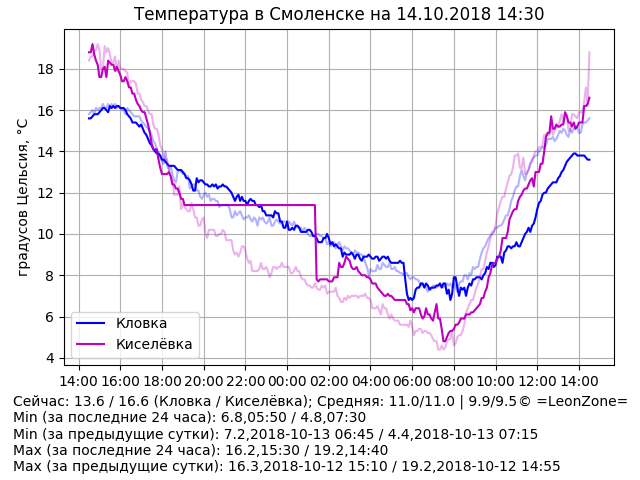 Температура в Смоленске на 14.10.2018 14:30
градусов Цельсия, °C
18
16
14
12
10
8
6
4
Кловка
Киселёвка
14:00 16:00 18:00 20:00 22:00 00:00 02:00 04:00 06:00 08:00 10:00 12:00 14:00
Сейчас: 13.6 / 16.6 (Кловка / Киселёвка); Средняя: 11.0/11.0 | 9.9/9.5© =LeonZone=
Min (за последние 24 часа): 6.8,05:50 / 4.8,07:30
Min (за предыдущие сутки): 7.2,2018-10-13 06:45 / 4.4,2018-10-13 07:15
Max (за последние 24 часа): 16.2,15:30 / 19.2,14:40
Max (за предыдущие сутки): 16.3,2018-10-12 15:10 / 19.2,2018-10-12 14:55